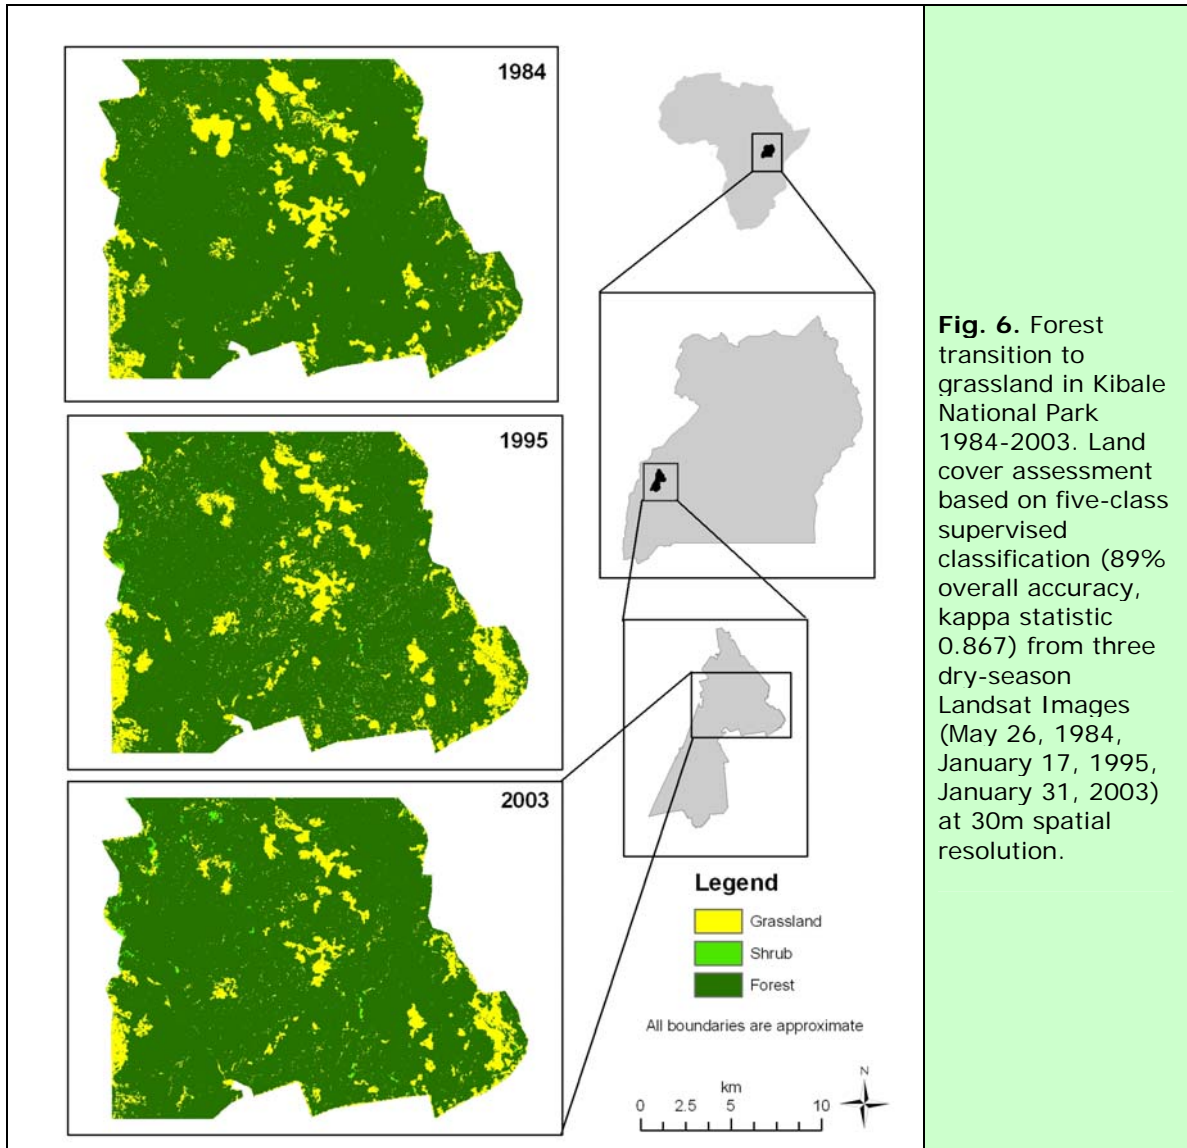 1984
1995
2003
Legend
Grassland
Shrub
Forest
All boundaries are approximate
km
0 2.5 5 10
N
Fig. 6. Forest
transition to
grassland in Kibale
National Park
1984-2003. Land
cover assessment
based on five-class
supervised
classification (89%
overall accuracy,
kappa statistic
0.867) from three
dry-season
Landsat Images
(May 26, 1984,
January 17, 1995,
January 31, 2003)
at 30m spatial
resolution.